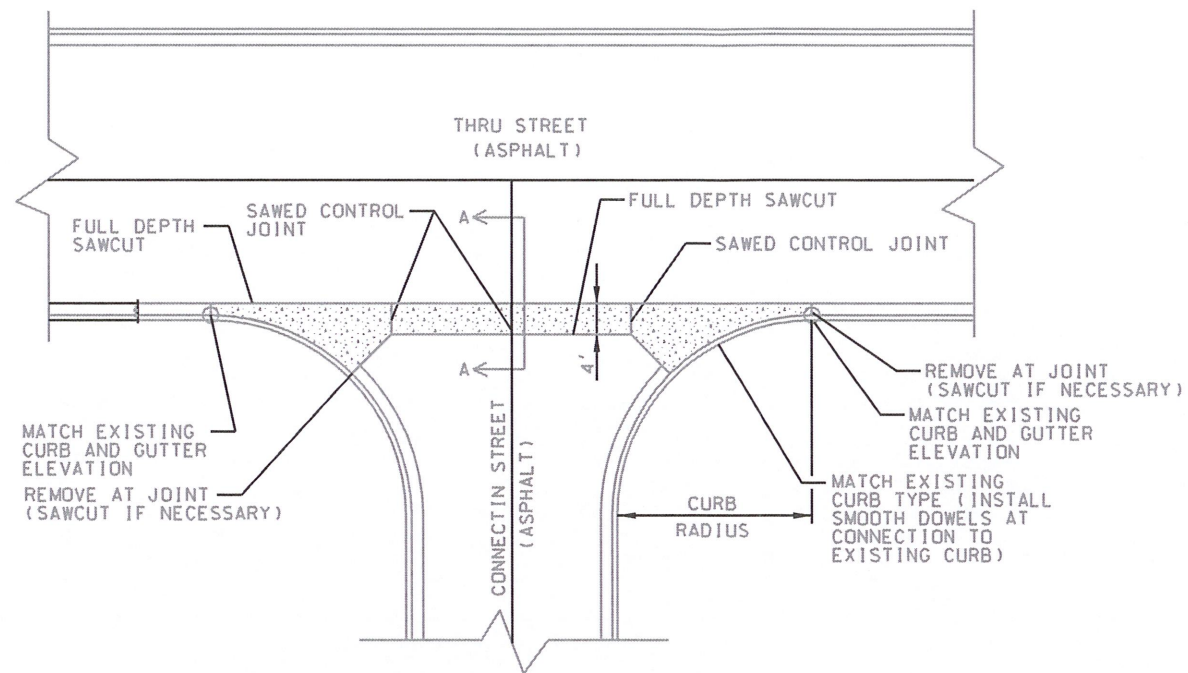 THRU STREET
(ASPHALT)
FULL DEPTH
SAWCUT
SAWED CONTROL
JOINT
A
FULL DEPTH SAWCUT
SAWED CONTROL JOINT
A
4'
MATCH EXISTING
CURB AND GUTTER
ELEVATION
REMOVE AT JOINT
(SAWCUT IF NECESSARY)
CONNECTIN STREET
(ASPHALT)
CURB
RADIUS
REMOVE AT JOINT
(SAWCUT IF NECESSARY)
MATCH EXISTING
CURB AND GUTTER
ELEVATION
MATCH EXISTING
CURB TYPE (INSTALL
SMOOTH DOWELS AT
CONNECTION TO
EXISTING CURB)